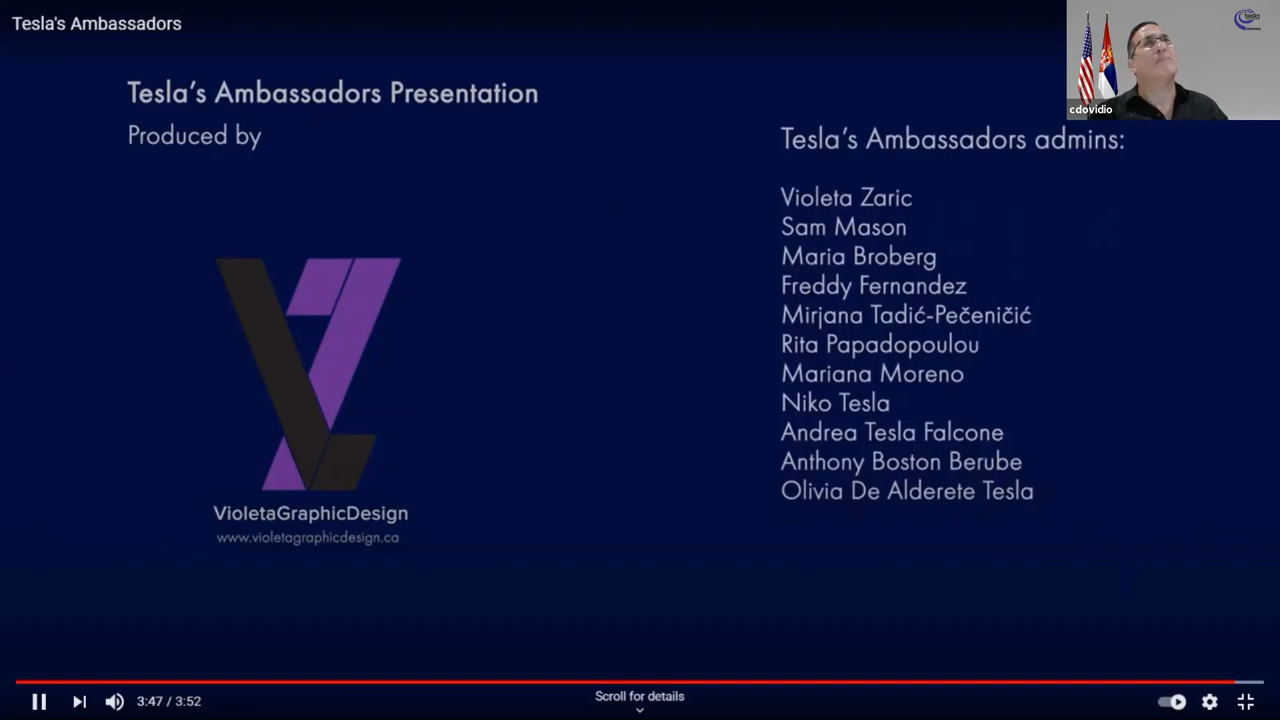 Tesla's Ambassadors
cdovidio
Tesla's Ambassadors Presentation
Produced by
VioletaGraphicDesign
www.violetagraphicdesign.ca
Tesla's Ambassadors admins:
Violeta Zaric
Sam Mason
Maria Broberg
Freddy Fernandez
Mirjana Tadić-Pečeničić
Rita Papadopoulou
Mariana Moreno
Niko Tesla
Andrea Tesla Falcone
Anthony Boston Berube
Olivia De Alderete Tesla
3:47 / 3:52
Scroll for details